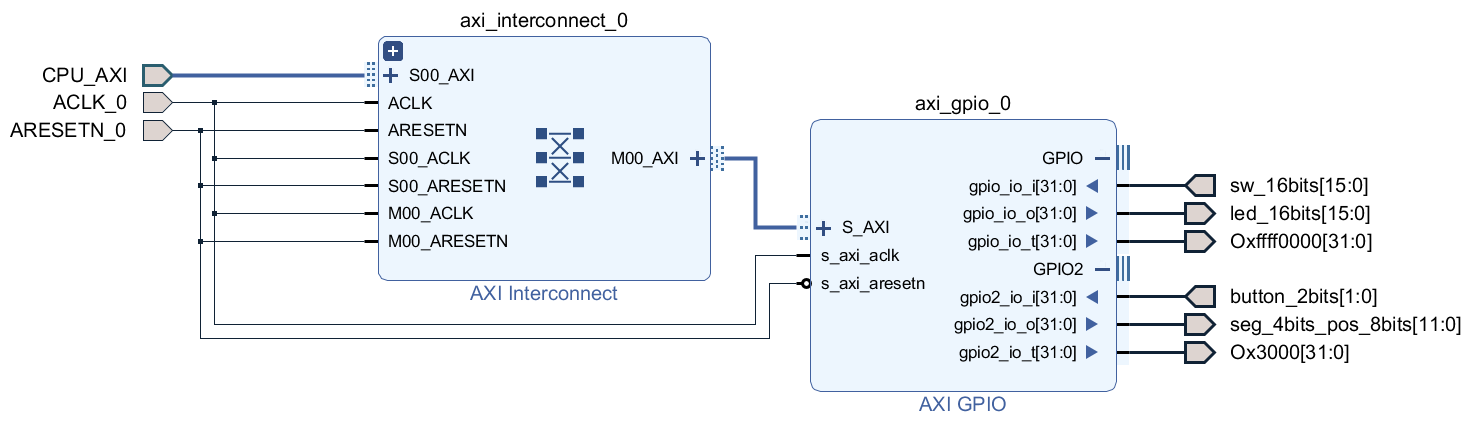 axi_interconnect_0
CPU_AXI
ACLK_0
ARESETN_0
S00_AXI
ACLK
ARESETN
S00_ACLK
S00_ARESETN
M00_ACLK
M00_ARESETN
M00_AXI
AXI Interconnect
axi_gpio_0
S_AXI
s_axi_aclk
s_axi_aresetn
GPIO
gpio_io_i[31:0]
gpio_io_o[31:0]
gpio_io_t[31:0]
GPIO2
gpio2_io_i[31:0]
gpio2_io_o[31:0]
gpio2_io_t[31:0]
AXI GPIO
sw_16bits[15:0]
led_16bits[15:0]
Oxffff0000[31:0]
button_2bits[1:0]
seg_4bits_pos_8bits[11:0]
Ox3000[31:0]